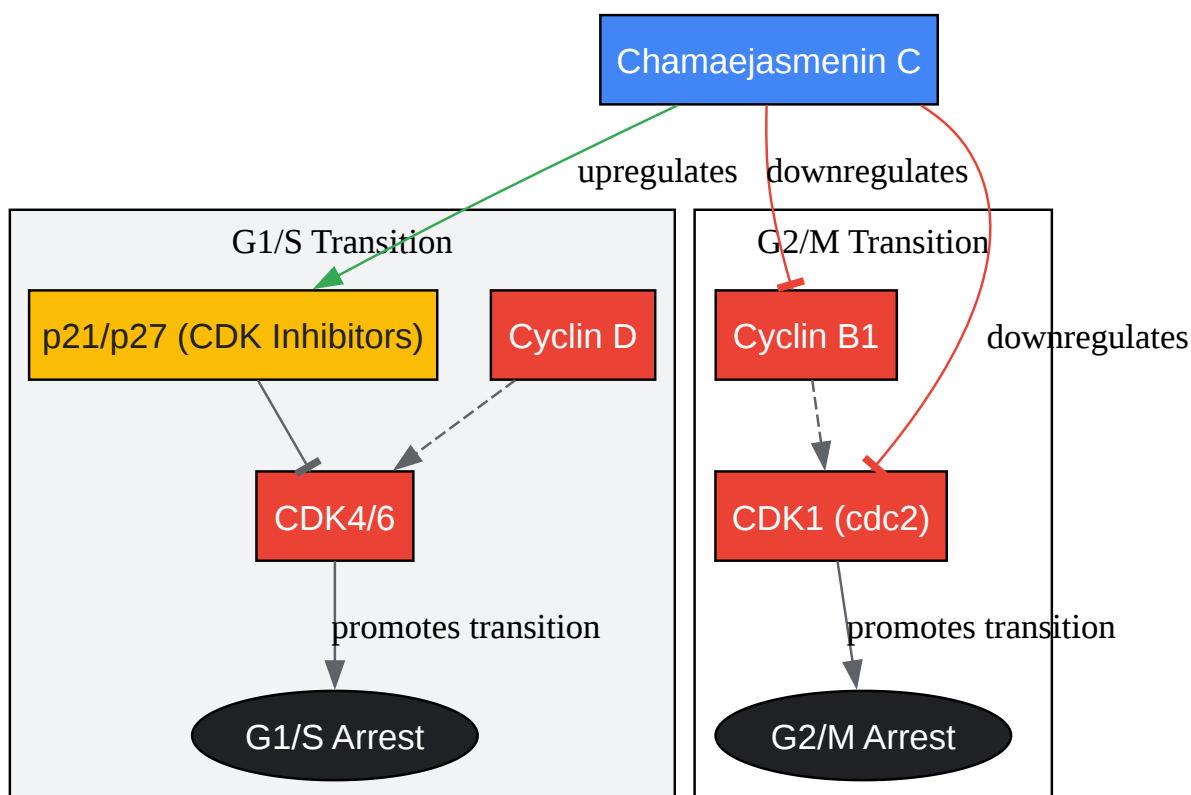 Chamaejasmenin C
upregulates
downregulates
G1/S Transition
G2/M Transition
p21/p27 (CDK Inhibitors)
Cyclin D
Cyclin B1
downregulates
CDK4/6
CDK1 (cdc2)
promotes transition
promotes transition
G1/S Arrest
G2/M Arrest